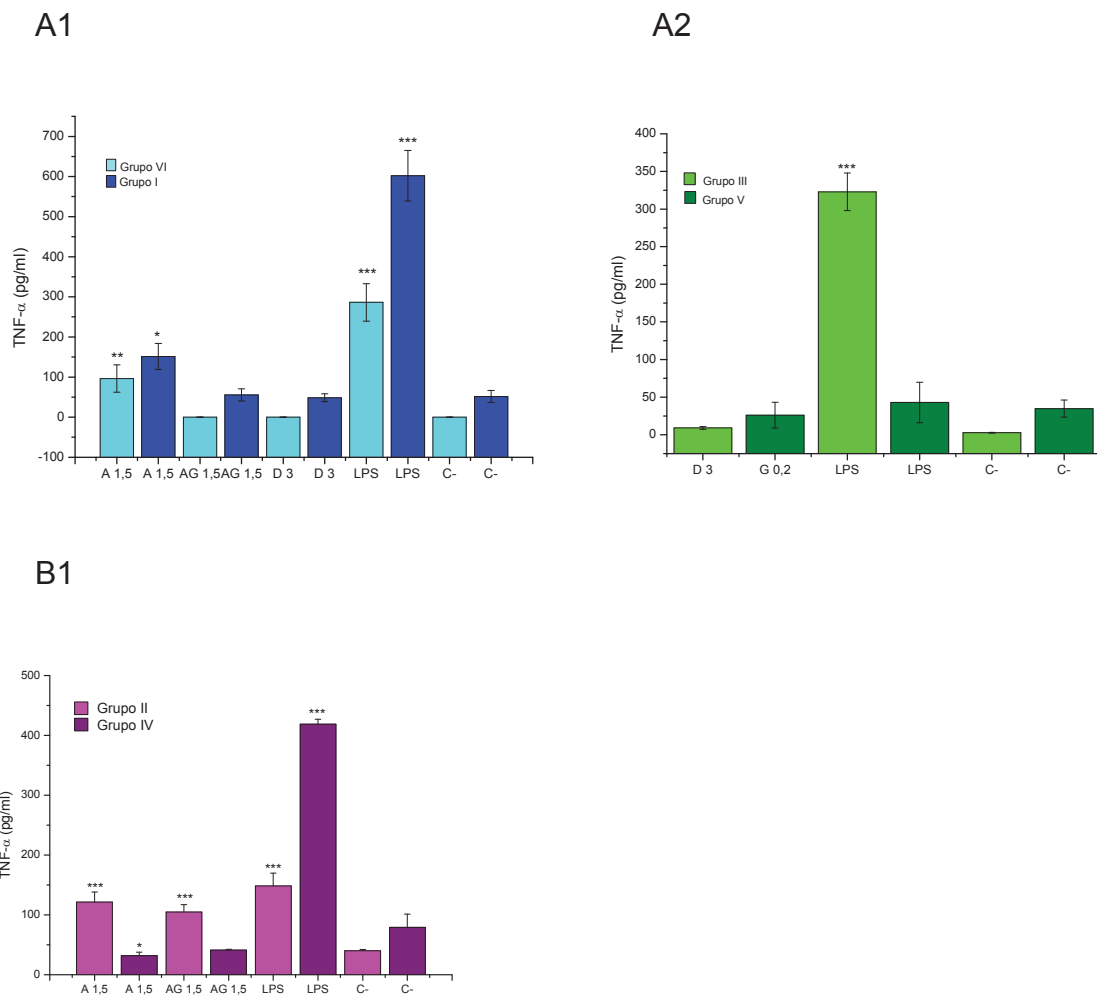 A1
A2
700
600
500
400
300
200
100
0
-100
TNF-α (pg/ml)
Grupo VI
Grupo I
**
*
***
***
A 1,5 A 1,5 AG 1,5 AG 1,5 D 3 D 3 LPS LPS C- C-
400
350
300
250
200
150
100
50
0
TNF-α (pg/ml)
Grupo III
Grupo V
***
D 3 G 0,2 LPS LPS C- C-
B1
500
400
300
200
100
0
TNF-α (pg/ml)
Grupo II
Grupo IV
***
*
***
***
***
A 1,5 A 1,5 AG 1,5 AG 1,5 LPS LPS C- C-